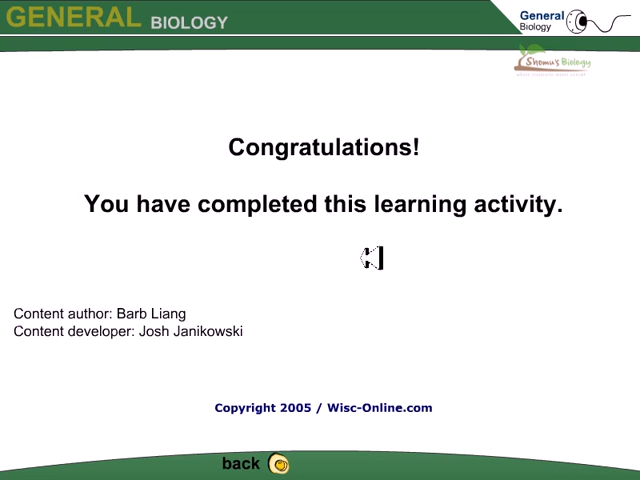 GENERAL BIOLOGY
General
Biology
Shomu's Biology
Congratulations!
You have completed this learning activity.
Content author: Barb Liang
Content developer: Josh Janikowski
Copyright 2005 / Wisc-Online.com
back